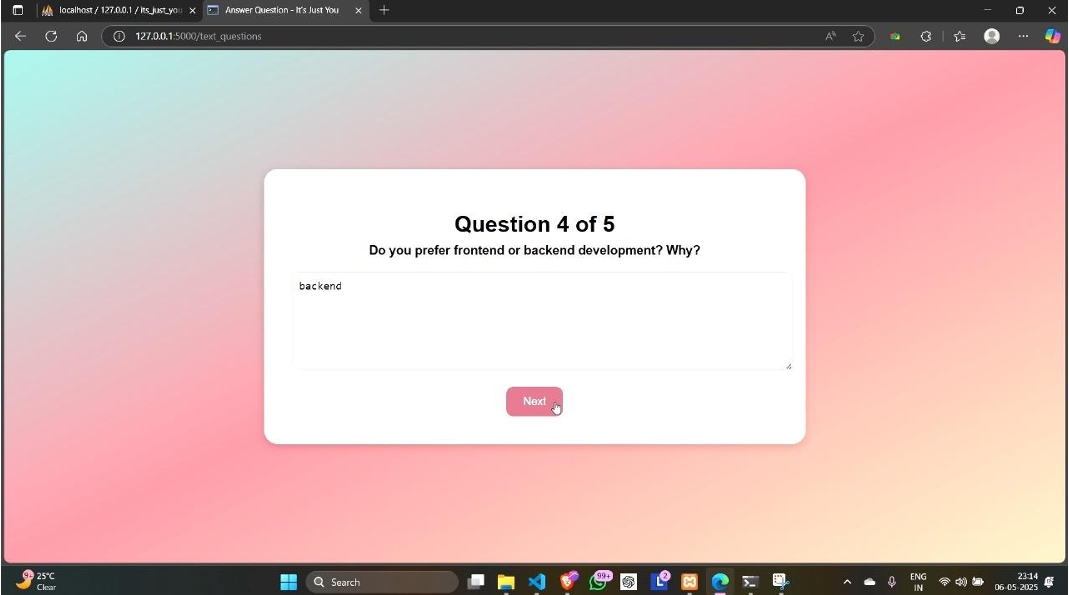 localhost / 127.0.0.1 / its_just_you
Answer Question - It's Just You
127.0.0.1:5000/text_questions
Question 4 of 5
Do you prefer frontend or backend development? Why?
backend
Next
25°C
Clear
Search
99+
2
ENG
IN
23:14
06-05-2025